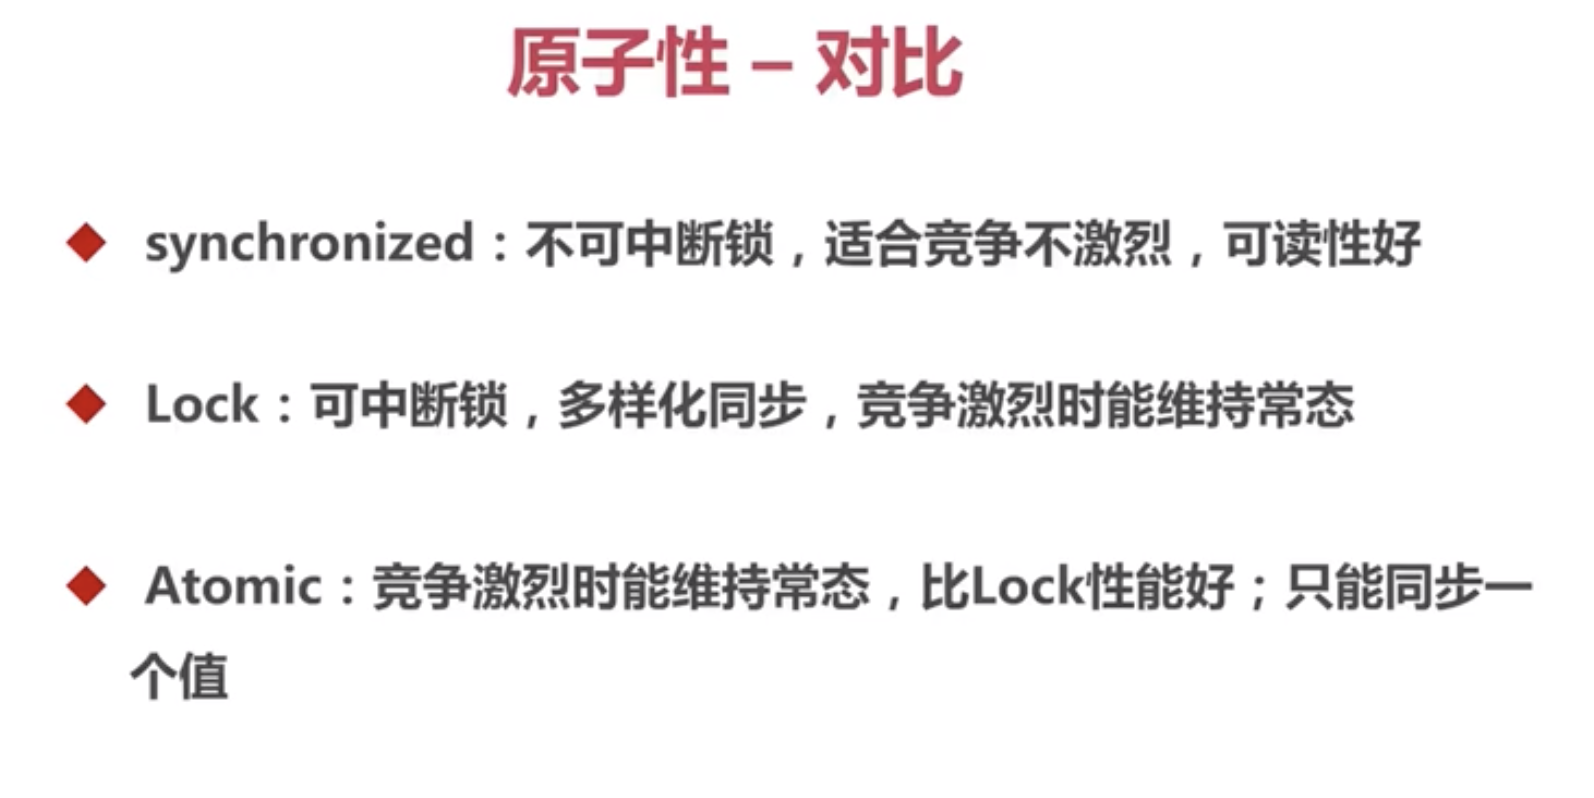 原子性 – 对比
synchronized：不可中断锁，适合竞争不激烈，可读性好
Lock：可中断锁，多样化同步，竞争激烈时能维持常态
Atomic：竞争激烈时能维持常态，比Lock性能好；只能同步一
个值